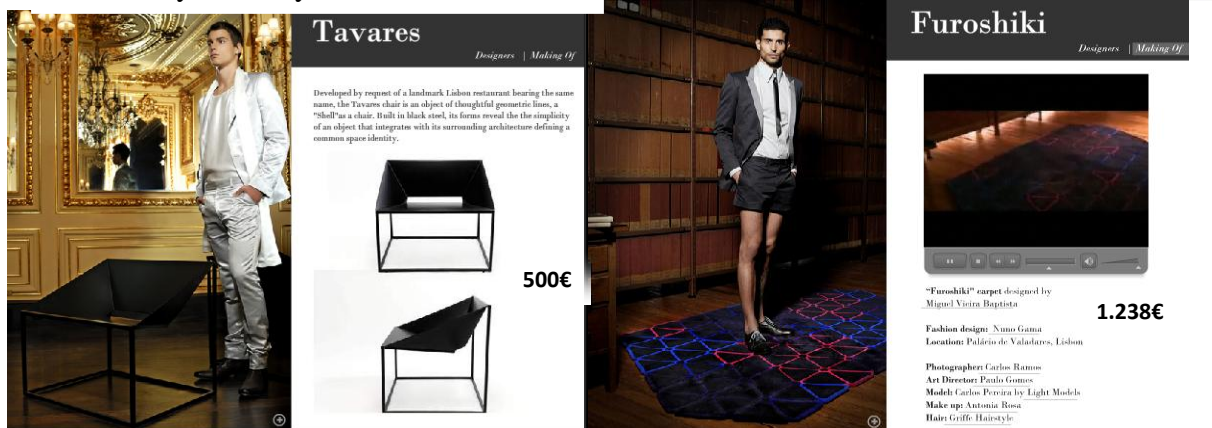 Tavares
Designers | Making Of
Developed by request of a landmark Lisbon restaurant bearing the same
name, the Tavares chair is an object of thoughtful geometric lines, a
"Shell"as a chair. Built in black steel, its forms reveal the the simplicity
of an object that integrates with its surrounding architecture defining a
common space identity.
500€
Furoshiki
Designers | Making Of
“Furoshiki” carpet designed by
Miguel Vieira Baptista
1.238€
Fashion design: Nuno Gama
Location: Palácio de Valadares, Lisbon
Photographer: Carlos Ramos
Art Director: Paulo Gomes
Model: Carlos Pereira by Light Models
Make up: Antonia Rosa
Hair: Griffe Hairstyle